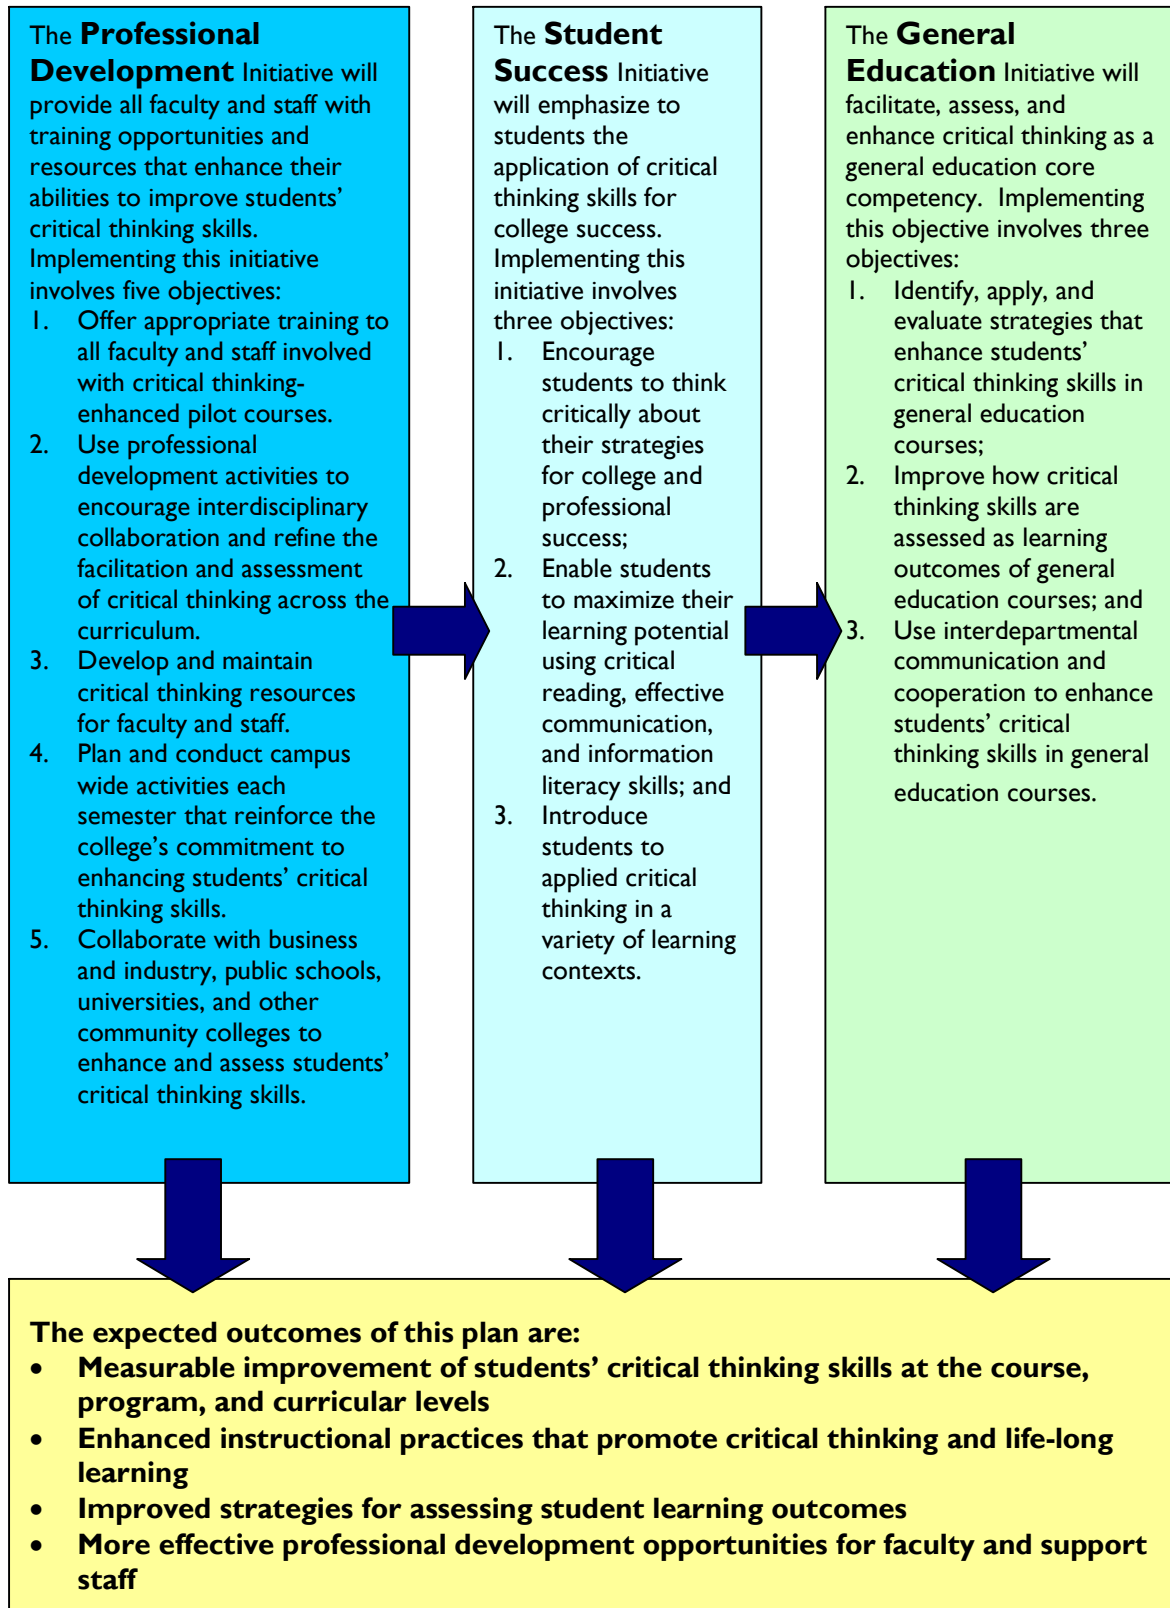 The Professional
Development Initiative will
provide all faculty and staff with
training opportunities and
resources that enhance their
abilities to improve students’
critical thinking skills.
Implementing this initiative
involves five objectives:
1. Offer appropriate training to
all faculty and staff involved
with critical thinking-
enhanced pilot courses.
2. Use professional
development activities to
encourage interdisciplinary
collaboration and refine the
facilitation and assessment
of critical thinking across the
curriculum.
3. Develop and maintain
critical thinking resources
for faculty and staff.
4. Plan and conduct campus
wide activities each
semester that reinforce the
college’s commitment to
enhancing students’ critical
thinking skills.
5. Collaborate with business
and industry, public schools,
universities, and other
community colleges to
enhance and assess students’
critical thinking skills.
The Student
Success Initiative
will emphasize to
students the
application of critical
thinking skills for
college success.
Implementing this
initiative involves
three objectives:
1. Encourage
students to think
critically about
their strategies
for college and
professional
success;
2. Enable students
to maximize their
learning potential
using critical
reading, effective
communication,
and information
literacy skills; and
3. Introduce
students to
applied critical
thinking in a
variety of learning
contexts.
The General
Education Initiative will
facilitate, assess, and
enhance critical thinking as a
general education core
competency. Implementing
this objective involves three
objectives:
1. Identify, apply, and
evaluate strategies that
enhance students’
critical thinking skills in
general education
courses;
2. Improve how critical
thinking skills are
assessed as learning
outcomes of general
education courses; and
3. Use interdepartmental
communication and
cooperation to enhance
students’ critical
thinking skills in general
education courses.
The expected outcomes of this plan are:
• Measurable improvement of students’ critical thinking skills at the course,
program, and curricular levels
• Enhanced instructional practices that promote critical thinking and life-long
learning
• Improved strategies for assessing student learning outcomes
• More effective professional development opportunities for faculty and support
staff